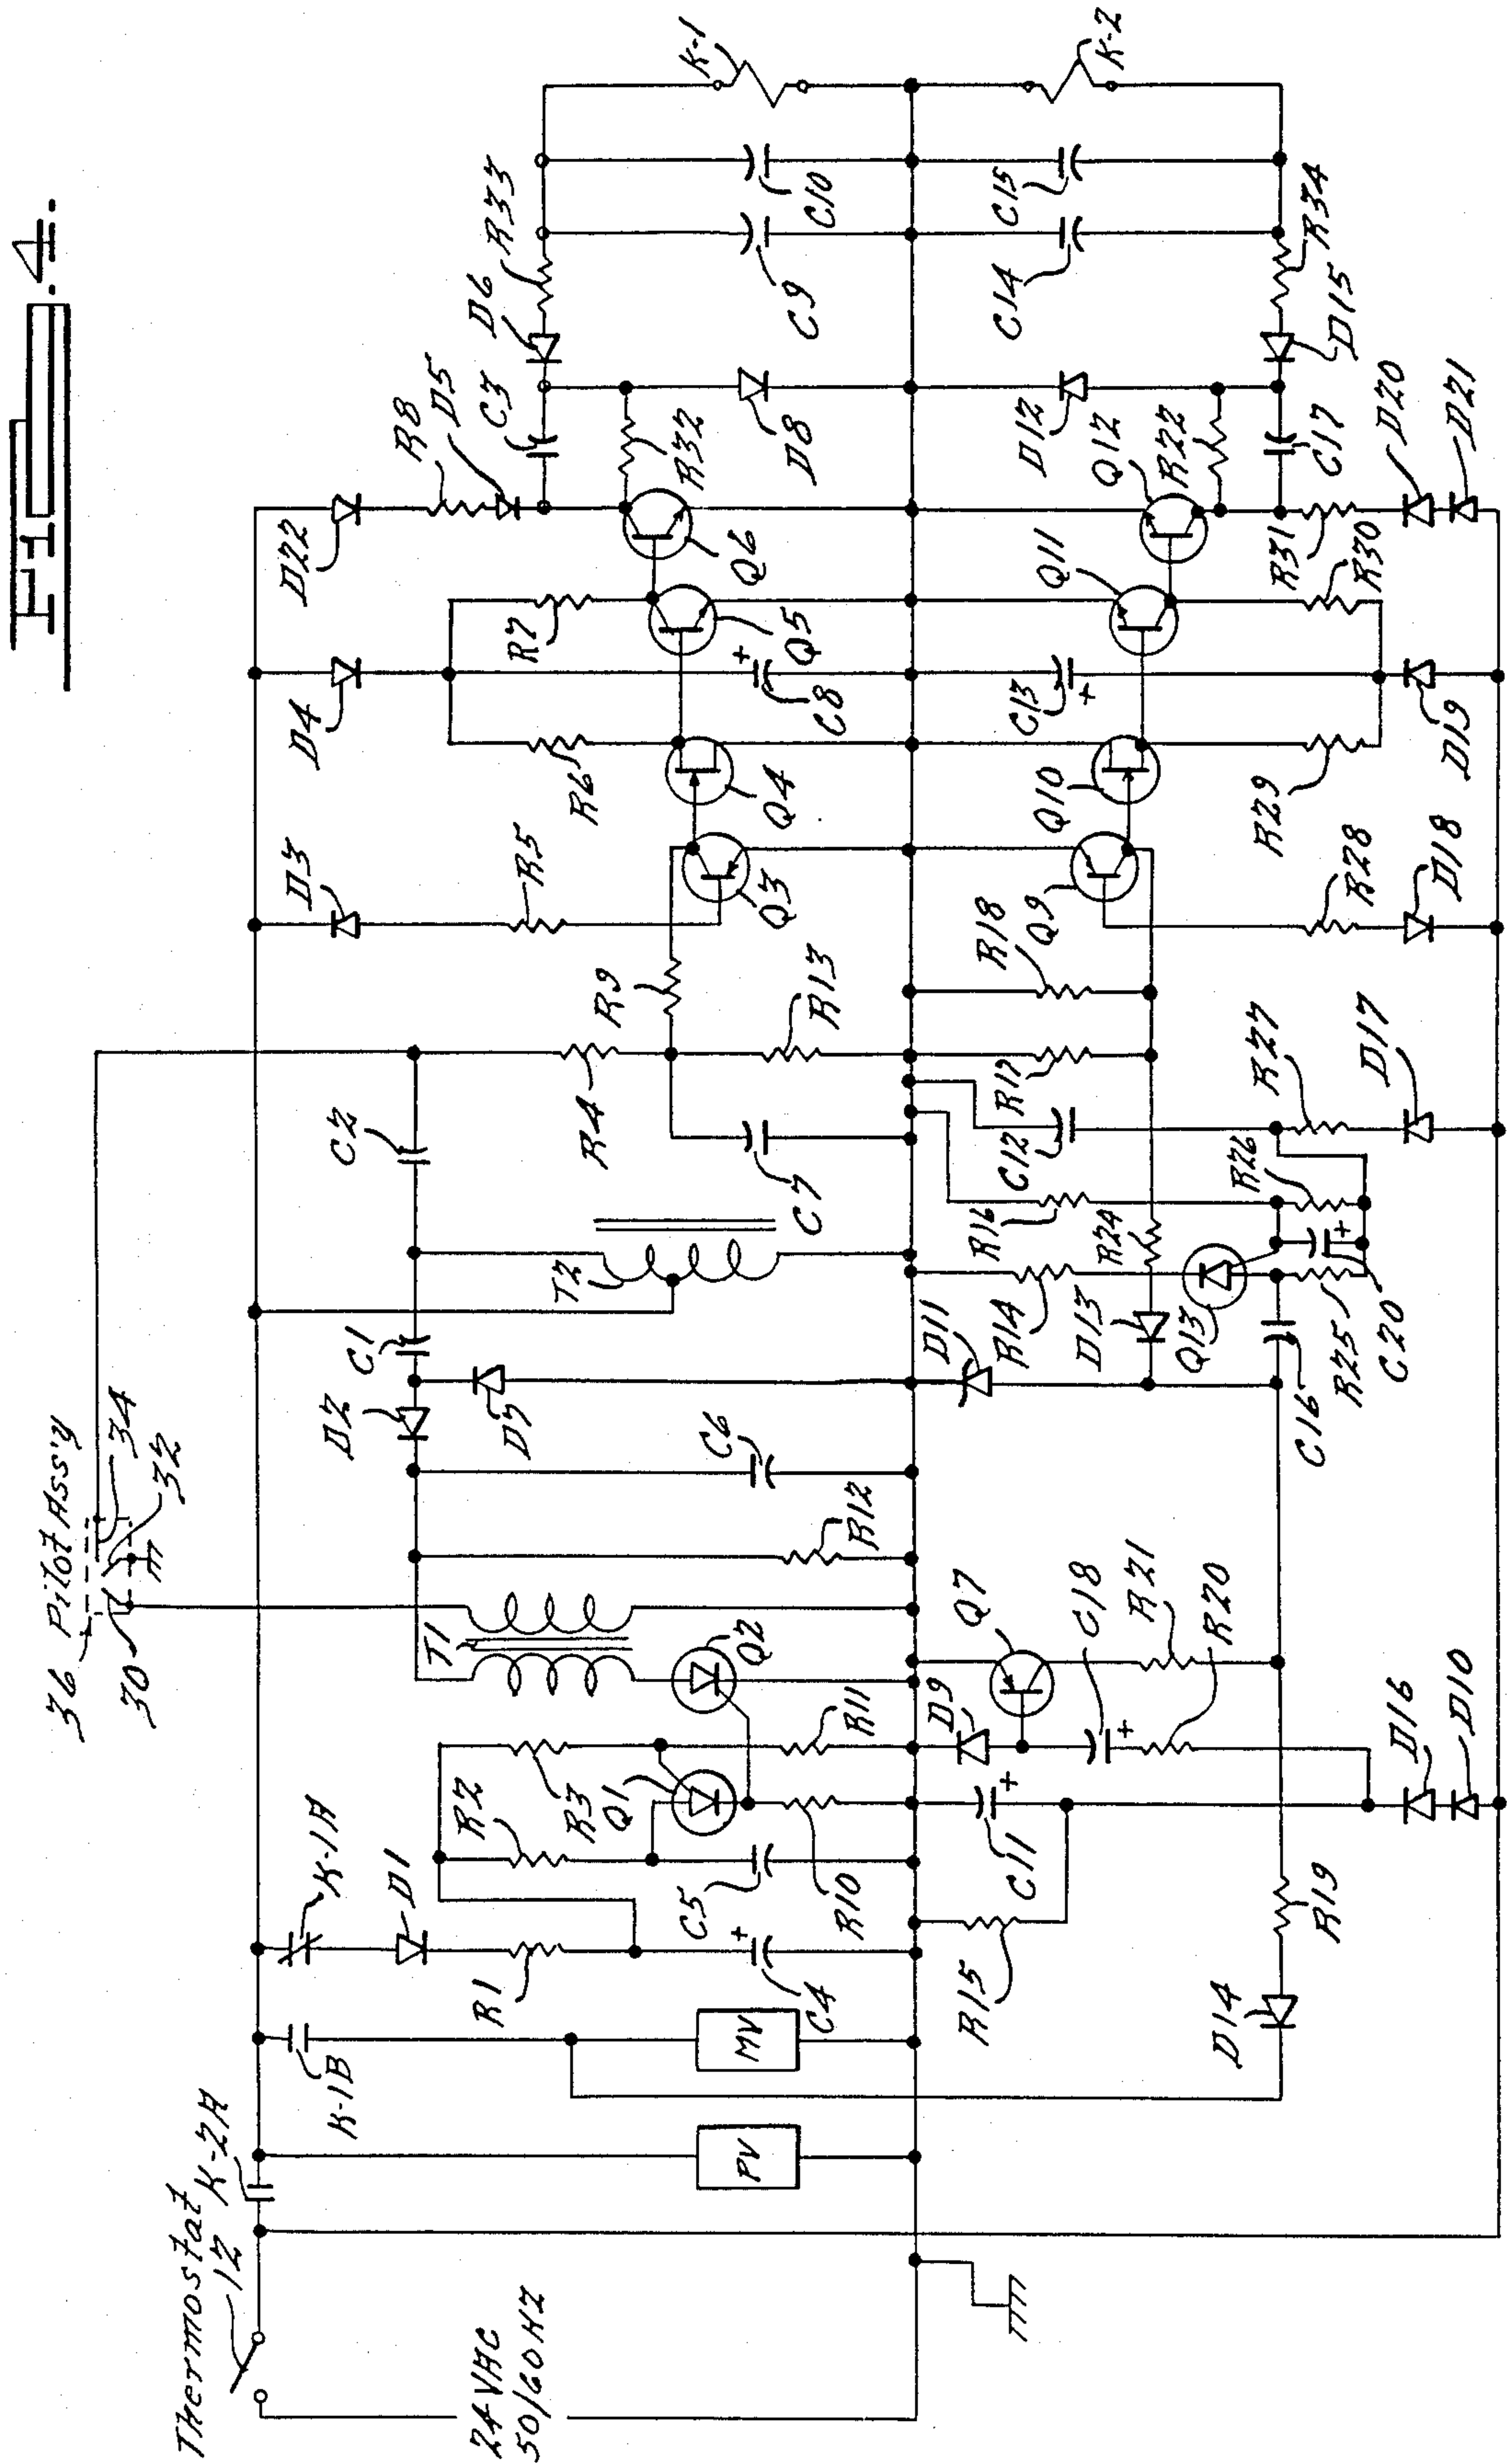 Fig. 4.
36 Pilot Ass'y
34
32
30
Thermostat
12
K-2A
24 VAC
50/60 HZ
K-1B
K-1A
D1
R1
R2
R3
Q1
T1
Q2
D2
D7
C1
T2
C2
R4
R9
D3
R5
Q3
D4
R6
Q4
R7
Q5
C8
D22
R8
D5
C3
D6
R33
Q6
R32
D8
C9
C10
K-1
PV
MV
C4
C5
R10
R11
R12
C6
C7
R13
+
+
K-2
C15
C14
R34
D15
D12
Q12
R22
C17
D20
D21
R31
Q11
R30
C13
+
D19
Q10
R29
Q9
R18
R28
D18
R17
C12
R27
D17
R16
R24
R26
R14
D13
Q13
R25
C20
+
D11
C16
Q7
D9
C18
+
R21
R20
D16
D10
C11
+
R15
R19
D14